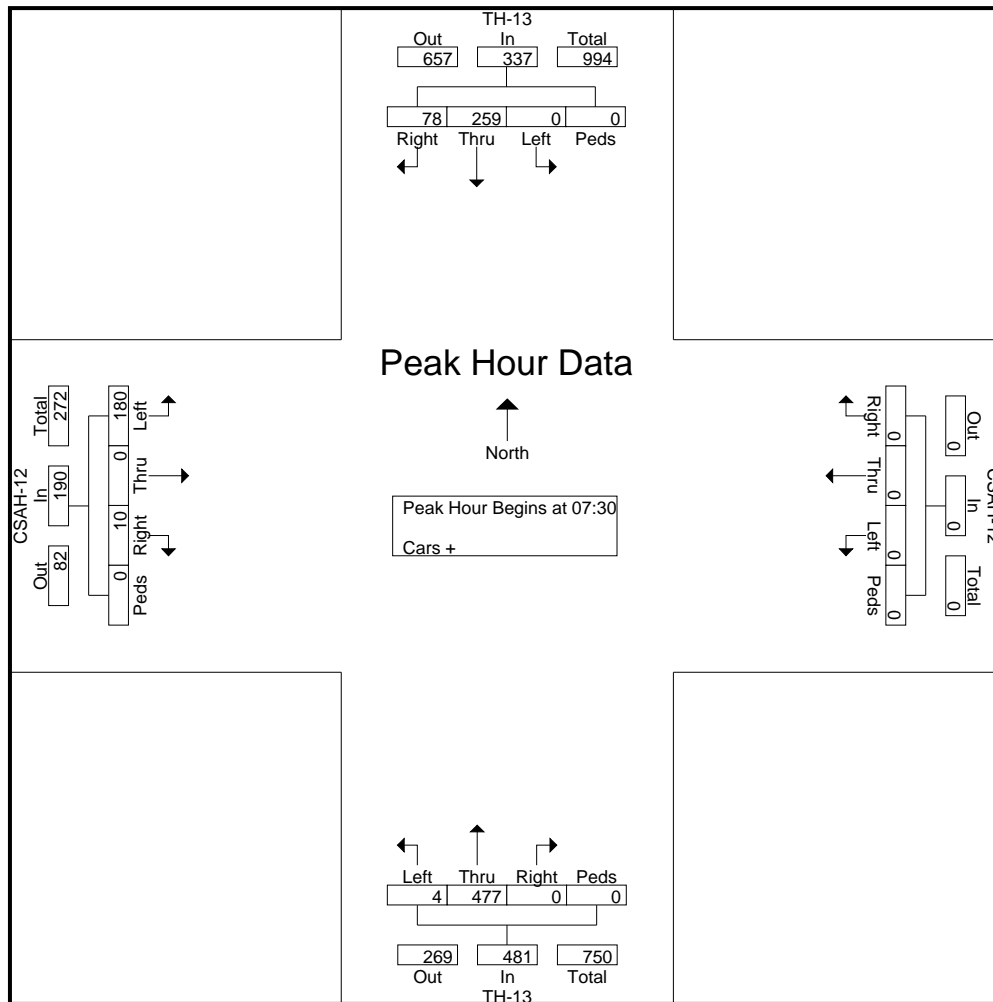 TH-13
Out In Total
657 337 994
78 259 0 0
Right Thru Left Peds
Peak Hour Data
North
Peak Hour Begins at 07:30
Cars +
CSAH-12
Out In Total
82 190 272
0 10 0 180
Peds Right Thru Left
Right Thru Left Peds
0 0 0 0
Out In Total
0 0 0
CSAH-12
Left Thru Right Peds
4 477 0 0
269 481 750
Out In Total
TH-13